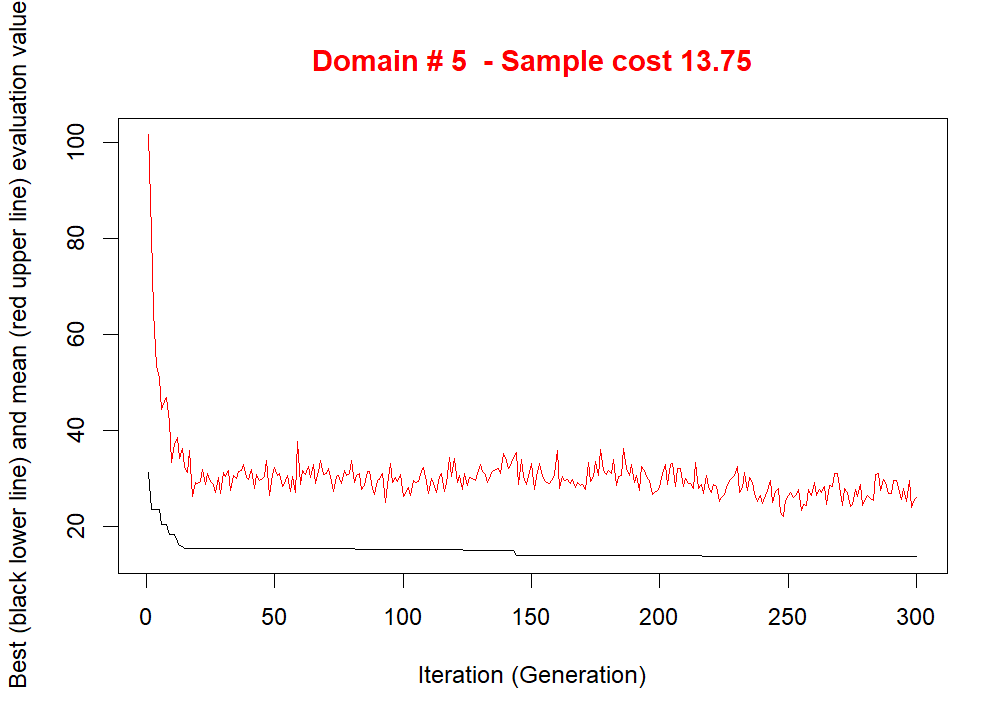 Domain # 5  - Sample cost 13.75
Best (black lower line) and mean (red upper line) evaluation value
100
80
60
40
20
0 50 100 150 200 250 300
Iteration (Generation)